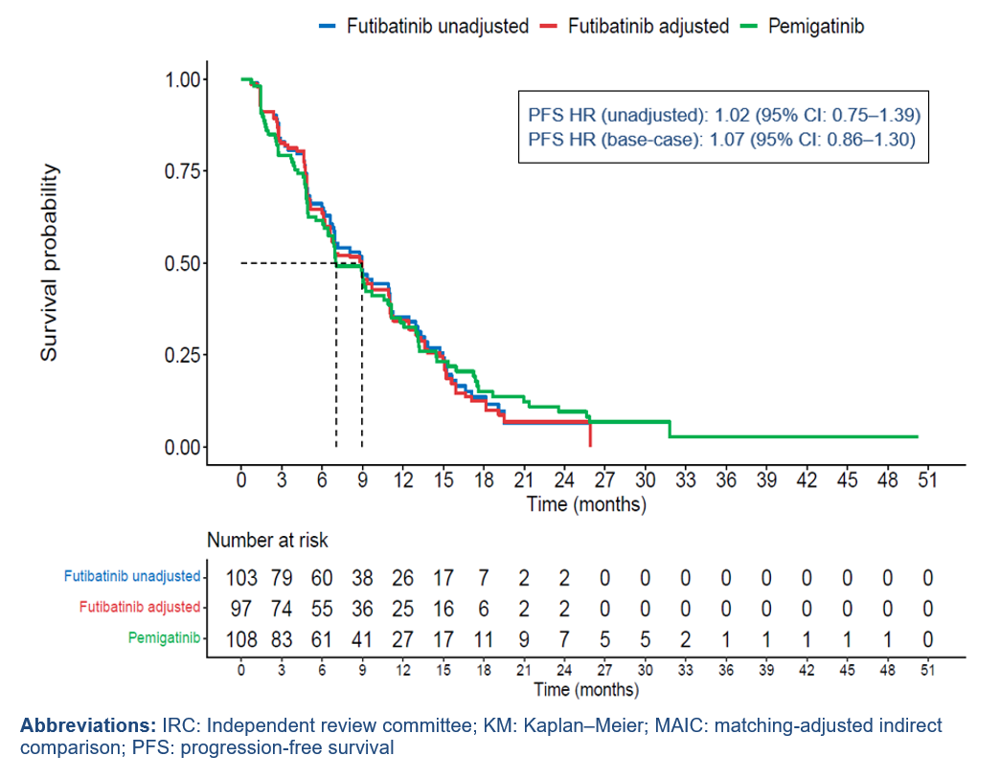 Futibatinib unadjusted Futibatinib adjusted Pemigatinib
1.00
0.75
0.50
0.25
0.00
Survival probability
PFS HR (unadjusted): 1.02 (95% CI: 0.75–1.39)
PFS HR (base-case): 1.07 (95% CI: 0.86–1.30)
0 3 6 9 12 15 18 21 24 27 30 33 36 39 42 45 48 51
Time (months)
Number at risk
Futibatinib unadjusted 103 79 60 38 26 17 7 2 2 0 0 0 0 0 0 0 0 0
Futibatinib adjusted 97 74 55 36 25 16 6 2 2 0 0 0 0 0 0 0 0 0
Pemigatinib 108 83 61 41 27 17 11 9 7 5 5 2 1 1 1 1 1 0
0 3 6 9 12 15 18 21 24 27 30 33 36 39 42 45 48 51
Time (months)
Abbreviations: IRC: Independent review committee; KM: Kaplan–Meier; MAIC: matching-adjusted indirect
comparison; PFS: progression-free survival